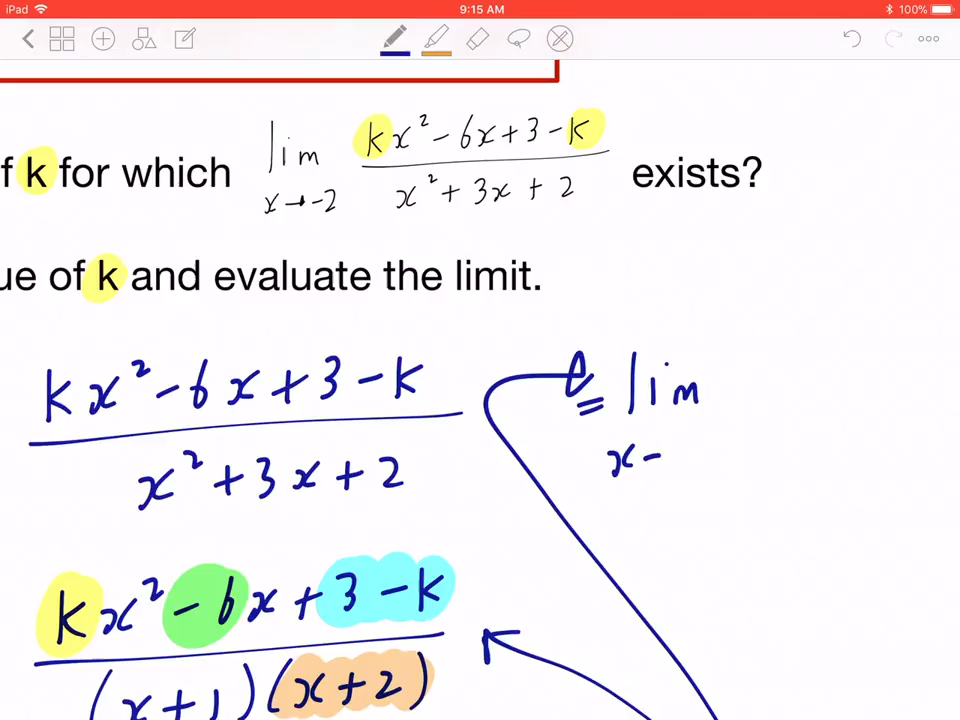 iPad 9:15 AM 100%
f k for which lim x→-2 kx² - 6x + 3 - k / x² + 3x + 2 exists?
ue of k and evaluate the limit.
kx² - 6x + 3 - k
x² + 3x + 2
= lim
x -
kx² - 6x + 3 - k
(x + 1)(x + 2)